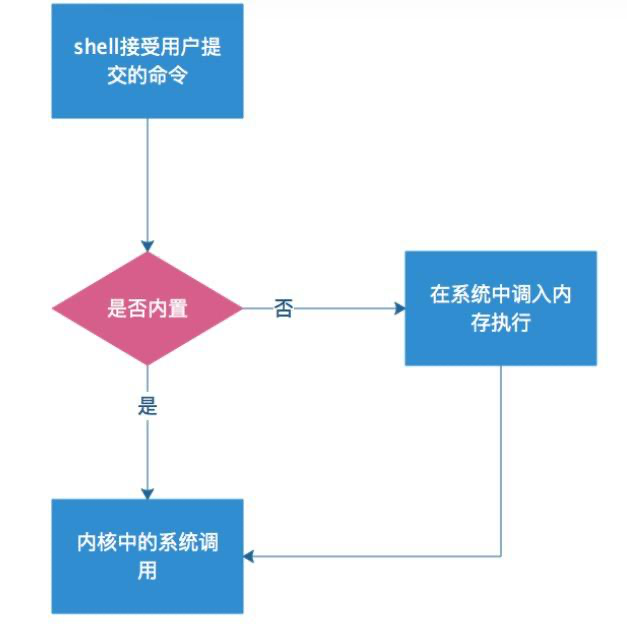 shell接受用户提
交的命令
是否内置
否
在系统中调入内
存执行
是
内核中的系统调
用